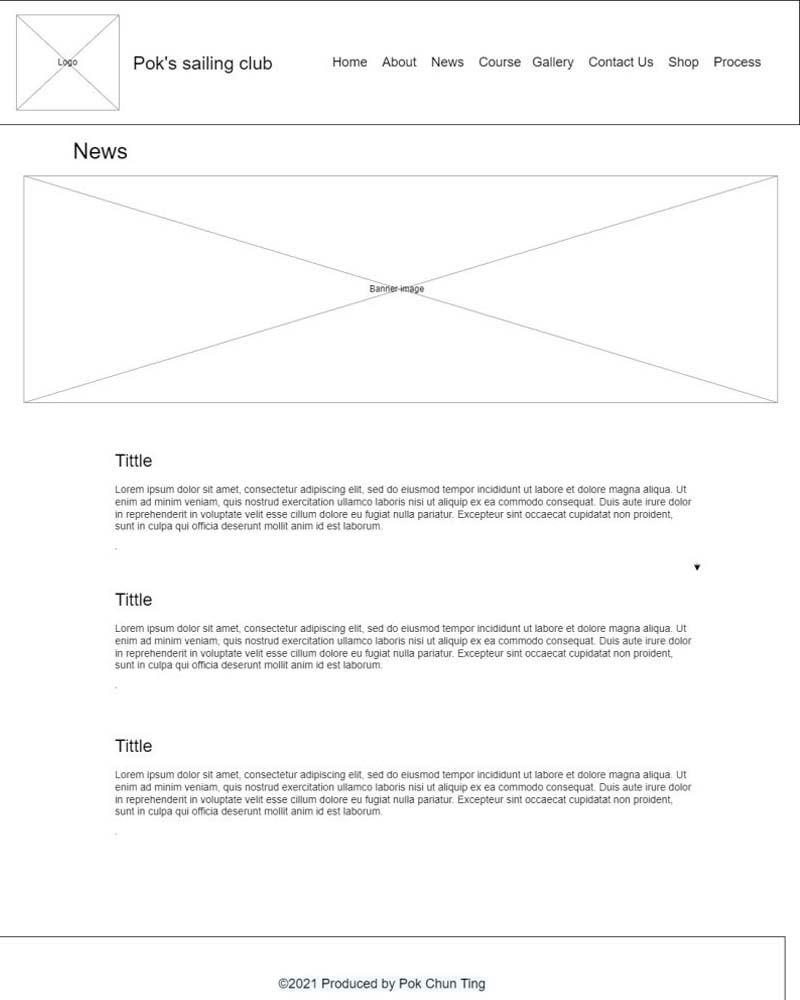 Logo
Pok's sailing club
Home About News Course Gallery Contact Us Shop Process
News
Banner image
Tittle
Lorem ipsum dolor sit amet, consectetur adipiscing elit, sed do eiusmod tempor incididunt ut labore et dolore magna aliqua. Ut
enim ad minim veniam, quis nostrud exercitation ullamco laboris nisi ut aliquip ex ea commodo consequat. Duis aute irure dolor
in reprehenderit in voluptate velit esse cillum dolore eu fugiat nulla pariatur. Excepteur sint occaecat cupidatat non proident,
sunt in culpa qui officia deserunt mollit anim id est laborum.
.
Tittle
Lorem ipsum dolor sit amet, consectetur adipiscing elit, sed do eiusmod tempor incididunt ut labore et dolore magna aliqua. Ut
enim ad minim veniam, quis nostrud exercitation ullamco laboris nisi ut aliquip ex ea commodo consequat. Duis aute irure dolor
in reprehenderit in voluptate velit esse cillum dolore eu fugiat nulla pariatur. Excepteur sint occaecat cupidatat non proident,
sunt in culpa qui officia deserunt mollit anim id est laborum.
.
Tittle
Lorem ipsum dolor sit amet, consectetur adipiscing elit, sed do eiusmod tempor incididunt ut labore et dolore magna aliqua. Ut
enim ad minim veniam, quis nostrud exercitation ullamco laboris nisi ut aliquip ex ea commodo consequat. Duis aute irure dolor
in reprehenderit in voluptate velit esse cillum dolore eu fugiat nulla pariatur. Excepteur sint occaecat cupidatat non proident,
sunt in culpa qui officia deserunt mollit anim id est laborum.
.
©2021 Produced by Pok Chun Ting